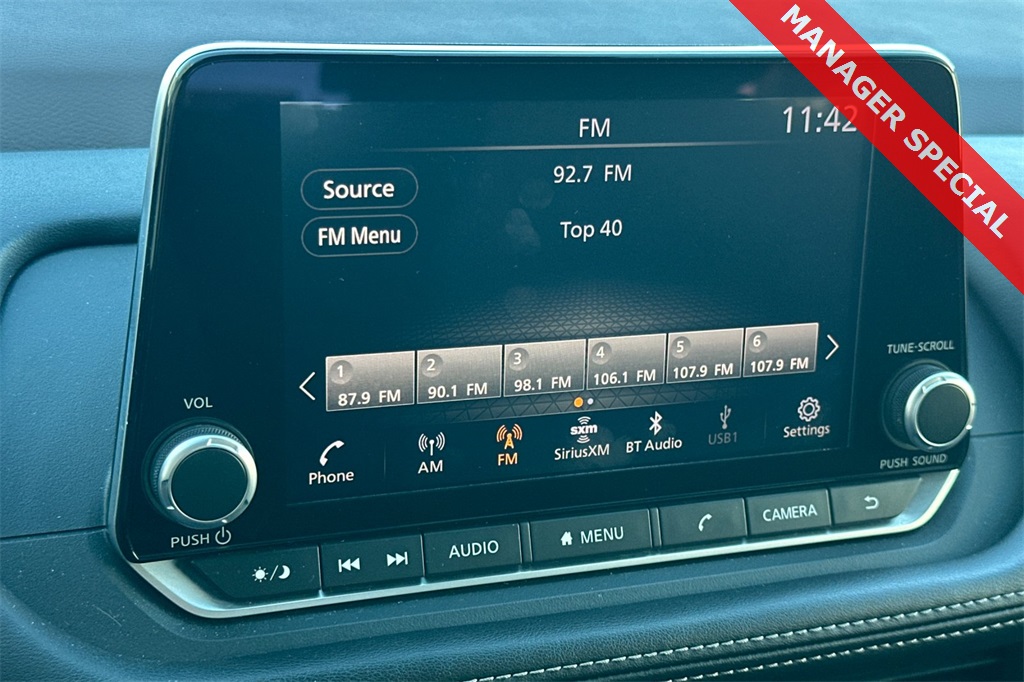 MANAGER SPECIAL
FM
11:42
Source
92.7 FM
FM Menu
Top 40
1
87.9 FM
2
90.1 FM
3
98.1 FM
4
106.1 FM
5
107.9 FM
6
107.9 FM
TUNE·SCROLL
VOL
Phone
AM
FM
sxm
SiriusXM
BT Audio
USB1
Settings
PUSH SOUND
PUSH
AUDIO
MENU
CAMERA